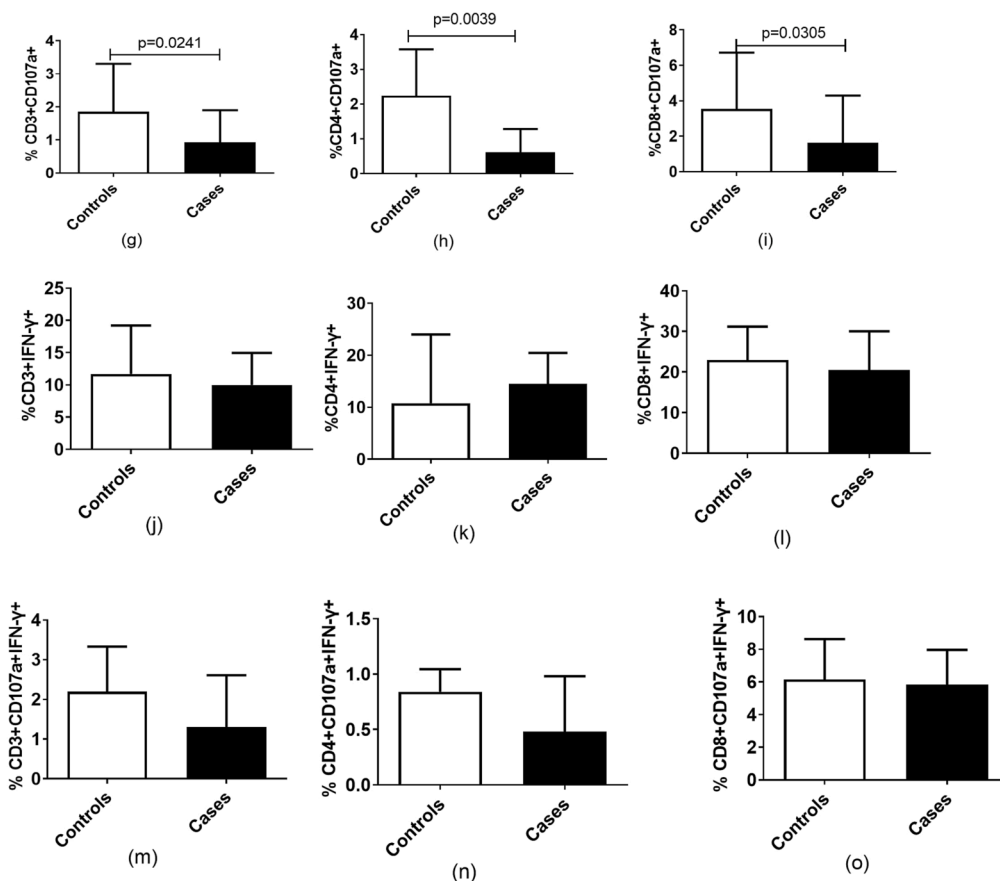 p=0.0241
% CD3+CD107a+
4
3
2
1
0
Controls
Cases
(g)
p=0.0039
%CD4+CD107a+
4
3
2
1
0
Controls
Cases
(h)
p=0.0305
%CD8+CD107a+
8
6
4
2
0
Controls
Cases
(i)
%CD3+IFN-γ+
25
20
15
10
5
0
Controls
Cases
(j)
%CD4+IFN-γ+
30
20
10
0
Controls
Cases
(k)
%CD8+IFN-γ+
40
30
20
10
0
Controls
Cases
(l)
% CD3+CD107a+IFN-γ+
4
3
2
1
0
Controls
Cases
(m)
% CD4+CD107a+IFN-γ+
1.5
1.0
0.5
0.0
Controls
Cases
(n)
% CD8+CD107a+IFN-γ+
10
8
6
4
2
0
Controls
Cases
(o)